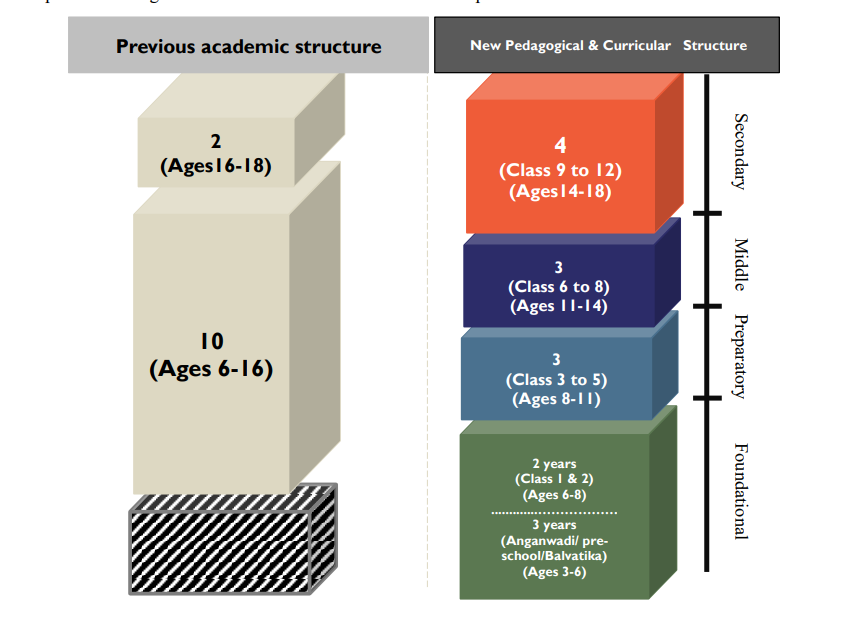 Previous academic structure
New Pedagogical & Curricular Structure
2
(Ages16-18)
10
(Ages 6-16)
4
(Class 9 to 12)
(Ages14-18)
Secondary
3
(Class 6 to 8)
(Ages 11-14)
Middle
3
(Class 3 to 5)
(Ages 8-11)
Preparatory
2 years
(Class 1 & 2)
(Ages 6-8)
3 years
(Anganwadi/ pre-
school/Balvatika)
(Ages 3-6)
Foundational